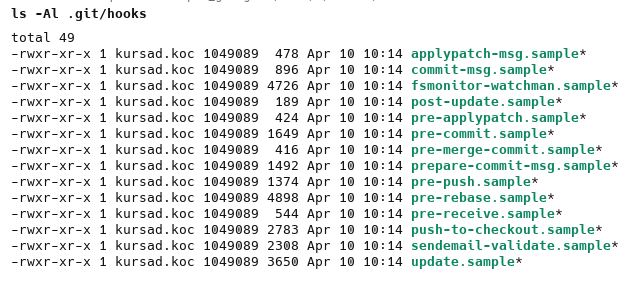 ls -Al .git/hooks
total 49
-rwxr-xr-x 1 kursad.koc 1049089  478 Apr 10 10:14 applypatch-msg.sample*
-rwxr-xr-x 1 kursad.koc 1049089  896 Apr 10 10:14 commit-msg.sample*
-rwxr-xr-x 1 kursad.koc 1049089 4726 Apr 10 10:14 fsmonitor-watchman.sample*
-rwxr-xr-x 1 kursad.koc 1049089  189 Apr 10 10:14 post-update.sample*
-rwxr-xr-x 1 kursad.koc 1049089  424 Apr 10 10:14 pre-applypatch.sample*
-rwxr-xr-x 1 kursad.koc 1049089 1649 Apr 10 10:14 pre-commit.sample*
-rwxr-xr-x 1 kursad.koc 1049089  416 Apr 10 10:14 pre-merge-commit.sample*
-rwxr-xr-x 1 kursad.koc 1049089 1492 Apr 10 10:14 prepare-commit-msg.sample*
-rwxr-xr-x 1 kursad.koc 1049089 1374 Apr 10 10:14 pre-push.sample*
-rwxr-xr-x 1 kursad.koc 1049089 4898 Apr 10 10:14 pre-rebase.sample*
-rwxr-xr-x 1 kursad.koc 1049089  544 Apr 10 10:14 pre-receive.sample*
-rwxr-xr-x 1 kursad.koc 1049089 2783 Apr 10 10:14 push-to-checkout.sample*
-rwxr-xr-x 1 kursad.koc 1049089 2308 Apr 10 10:14 sendemail-validate.sample*
-rwxr-xr-x 1 kursad.koc 1049089 3650 Apr 10 10:14 update.sample*